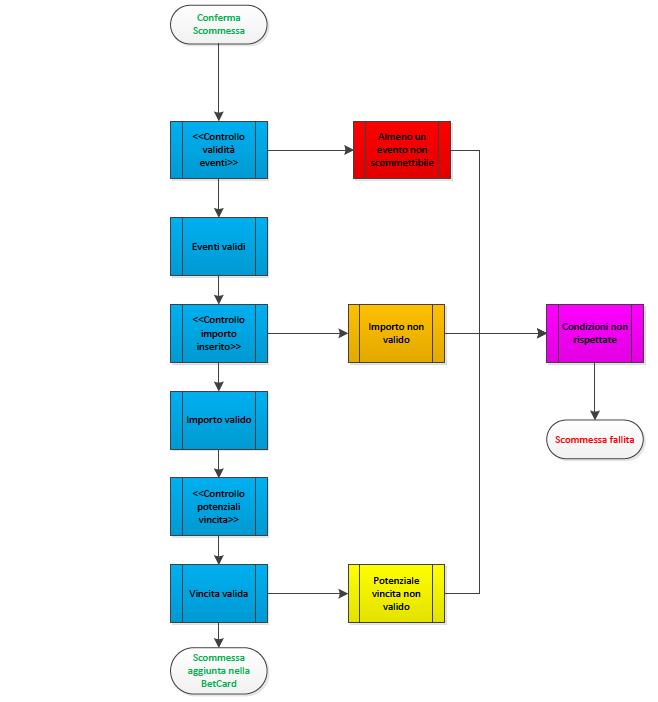 Conferma
Scommessa
<<Controllo
validità
eventi>>
Almeno un
evento non
scommettibile
Eventi validi
<<Controllo
importo
inserito>>
Importo non
valido
Condizioni non
rispettate
Importo valido
Scommessa fallita
<<Controllo
potenziali
vincita>>
Vincita valida
Potenziale
vincita non
valido
Scommessa
aggiunta nella
BetCard